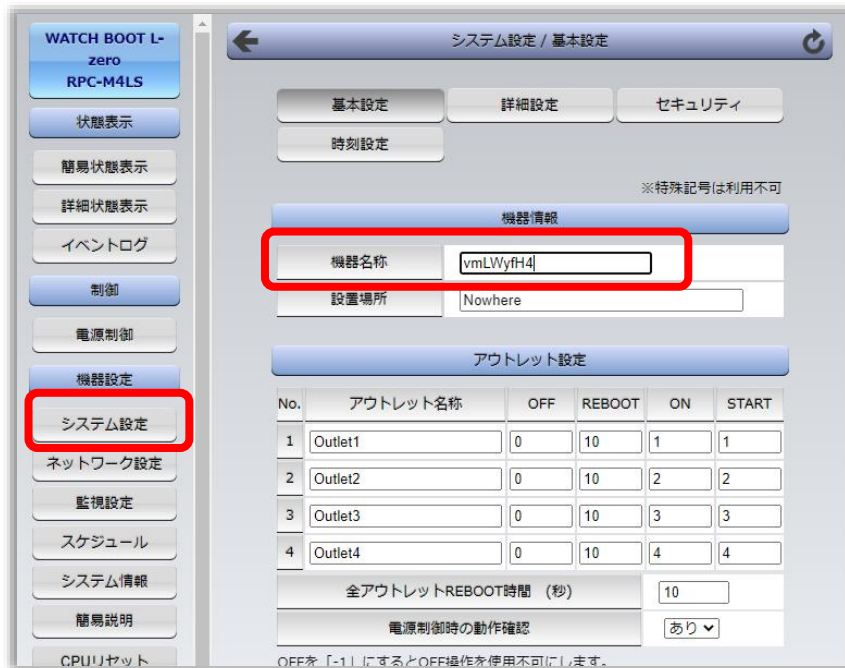 WATCH BOOT L-
zero
RPC-M4LS
状態表示
簡易状態表示
詳細状態表示
イベントログ
制御
電源制御
機器設定
システム設定
ネットワーク設定
監視設定
スケジュール
システム情報
簡易説明
CPUリセット
システム設定 / 基本設定
基本設定 詳細設定 セキュリティ
時刻設定
※特殊記号は利用不可
機器情報
機器名称 vmLWyfH4
設置場所 Nowhere
アウトレット設定
No. アウトレット名称 OFF REBOOT ON START
1 Outlet1 0 10 1 1
2 Outlet2 0 10 2 2
3 Outlet3 0 10 3 3
4 Outlet4 0 10 4 4
全アウトレットREBOOT時間 (秒) 10
電源制御時の動作確認 あり
OFFを「-1」にするとOFF操作を使用不可にします。